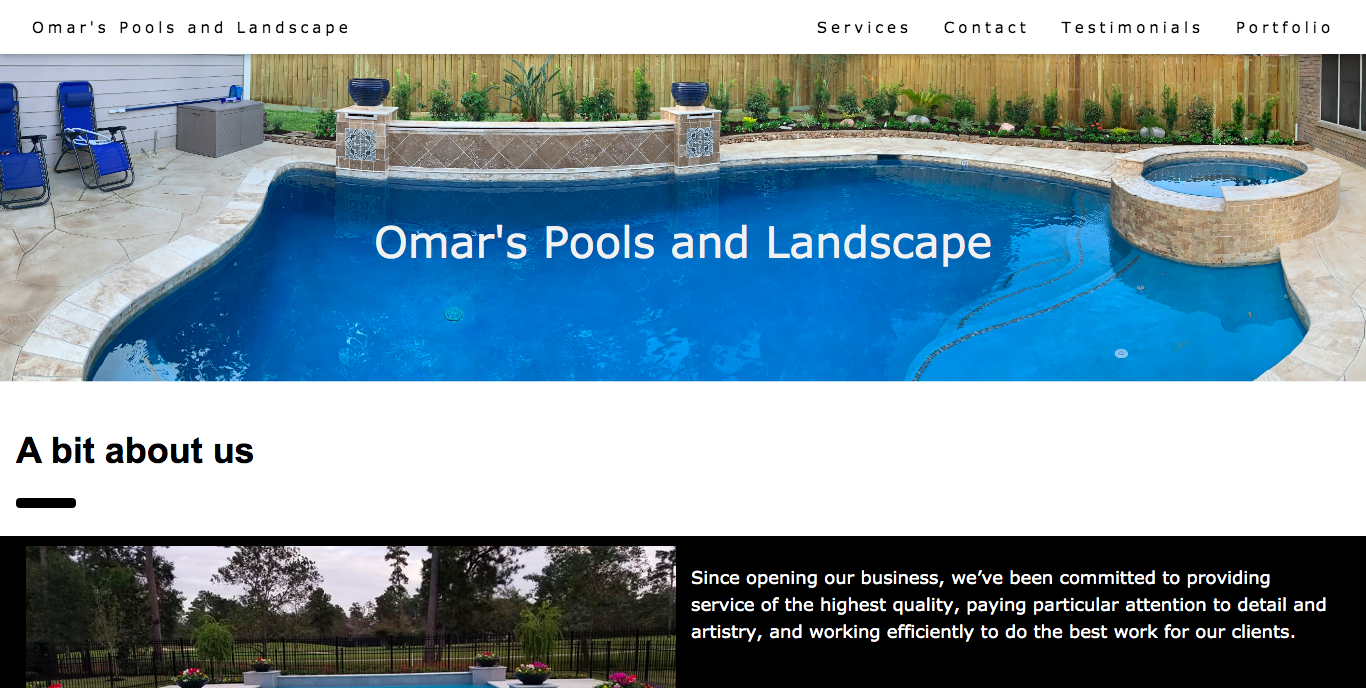 Omar's Pools and Landscape
Services Contact Testimonials Portfolio
Omar's Pools and Landscape
A bit about us
Since opening our business, we’ve been committed to providing
service of the highest quality, paying particular attention to detail and
artistry, and working efficiently to do the best work for our clients.